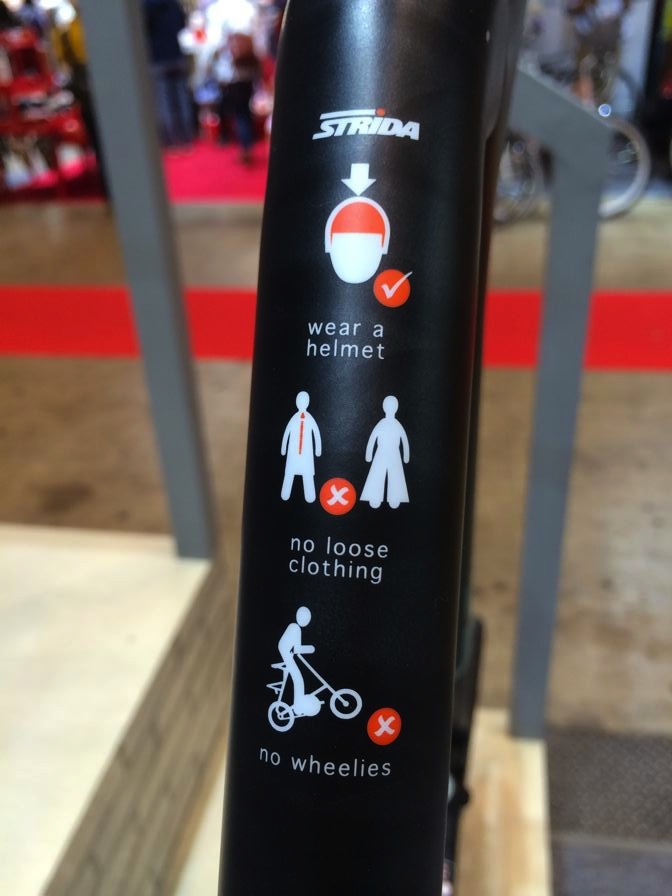 STRiDA
wear a
helmet
no loose
clothing
no wheelies